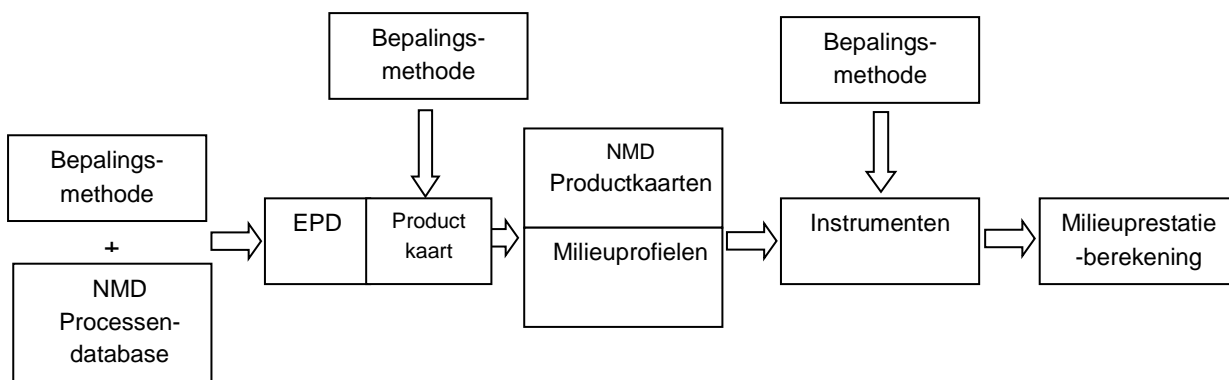 Bepalings-
methode
Bepalings-
methode
Bepalings-
methode
+
NMD
Processen-
database
EPD
Product
kaart
NMD
Productkaarten
Milieuprofielen
Instrumenten
Milieuprestatie
-berekening